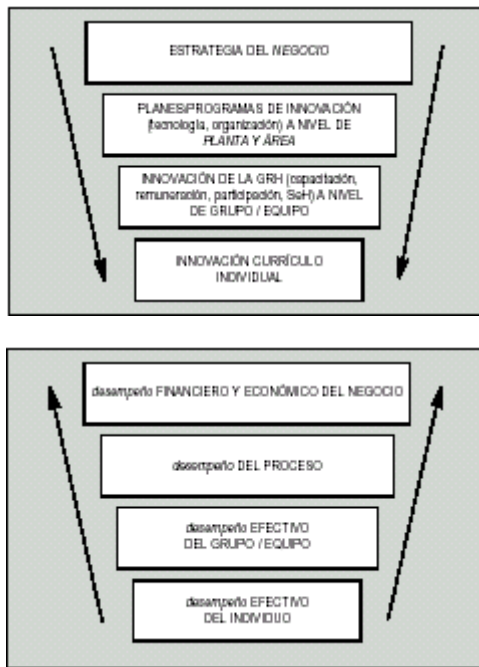 ESTRATEGIA DEL NEGOCIO
PLANES/PROGRAMAS DE INNOVACIÓN
(tecnología, organización) A NIVEL DE
PLANTA Y ÁREA
INNOVACIÓN DE LA GRH (capacitación,
remuneración, participación, SeH) A NIVEL
DE GRUPO / EQUIPO
INNOVACIÓN CURRÍCULO
INDIVIDUAL
desempeño FINANCIERO Y ECONÓMICO DEL NEGOCIO
desempeño DEL PROCESO
desempeño EFECTIVO
DEL GRUPO / EQUIPO
desempeño EFECTIVO
DEL INDIVIDUO